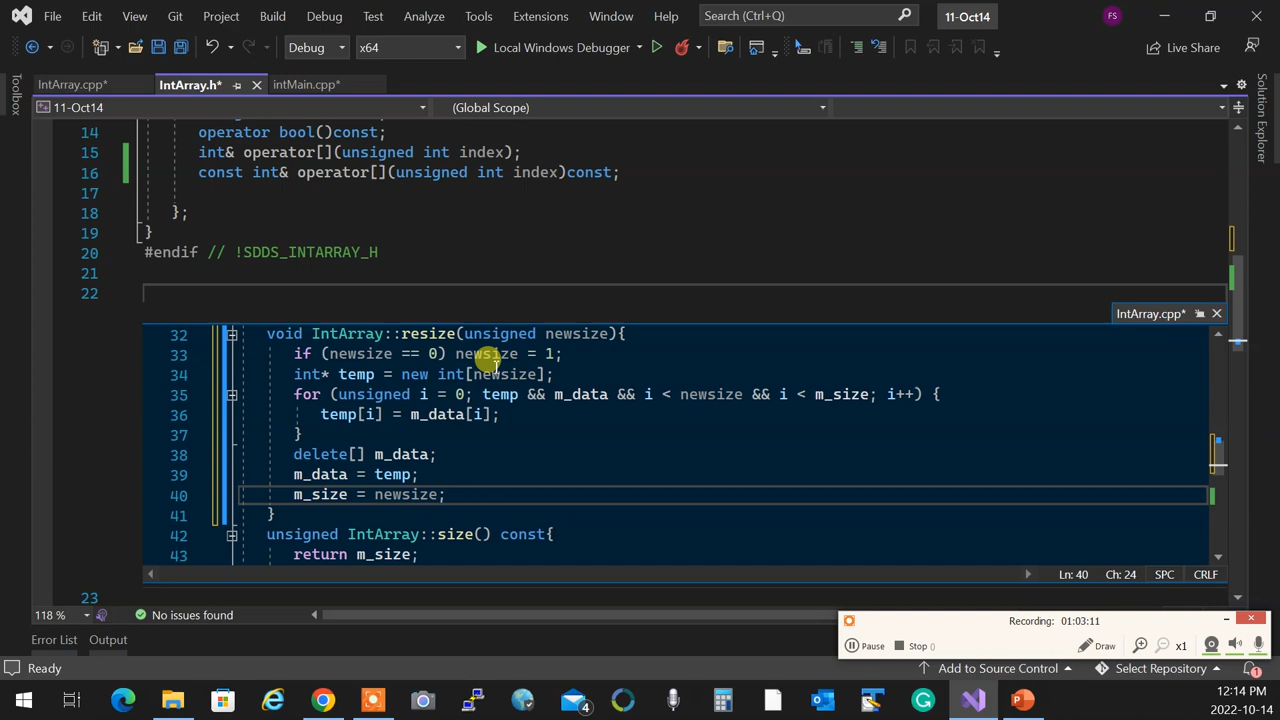 File Edit View Git Project Build Debug Test Analyze Tools Extensions Window Help Search (Ctrl+Q) 11-Oct14 FS
Debug x64 Local Windows Debugger Live Share
IntArray.cpp* IntArray.h* intMain.cpp*
11-Oct14 (Global Scope)
Toolbox
Solution Explorer
14 operator bool()const;
15 int& operator[](unsigned int index);
16 const int& operator[](unsigned int index)const;
17
18 };
19 }
20 #endif // !SDDS_INTARRAY_H
21
22
IntArray.cpp*
32 void IntArray::resize(unsigned newsize){
33 if (newsize == 0) newsize = 1;
34 int* temp = new int[newsize];
35 for (unsigned i = 0; temp && m_data && i < newsize && i < m_size; i++) {
36 temp[i] = m_data[i];
37 }
38 delete[] m_data;
39 m_data = temp;
40 m_size = newsize;
41 }
42 unsigned IntArray::size() const{
43 return m_size;
Ln: 40 Ch: 24 SPC CRLF
23
118 % No issues found
Recording: 01:03:11
Pause Stop () Draw x1
Error List Output
Ready Add to Source Control Select Repository 1
4
12:14 PM
2022-10-14